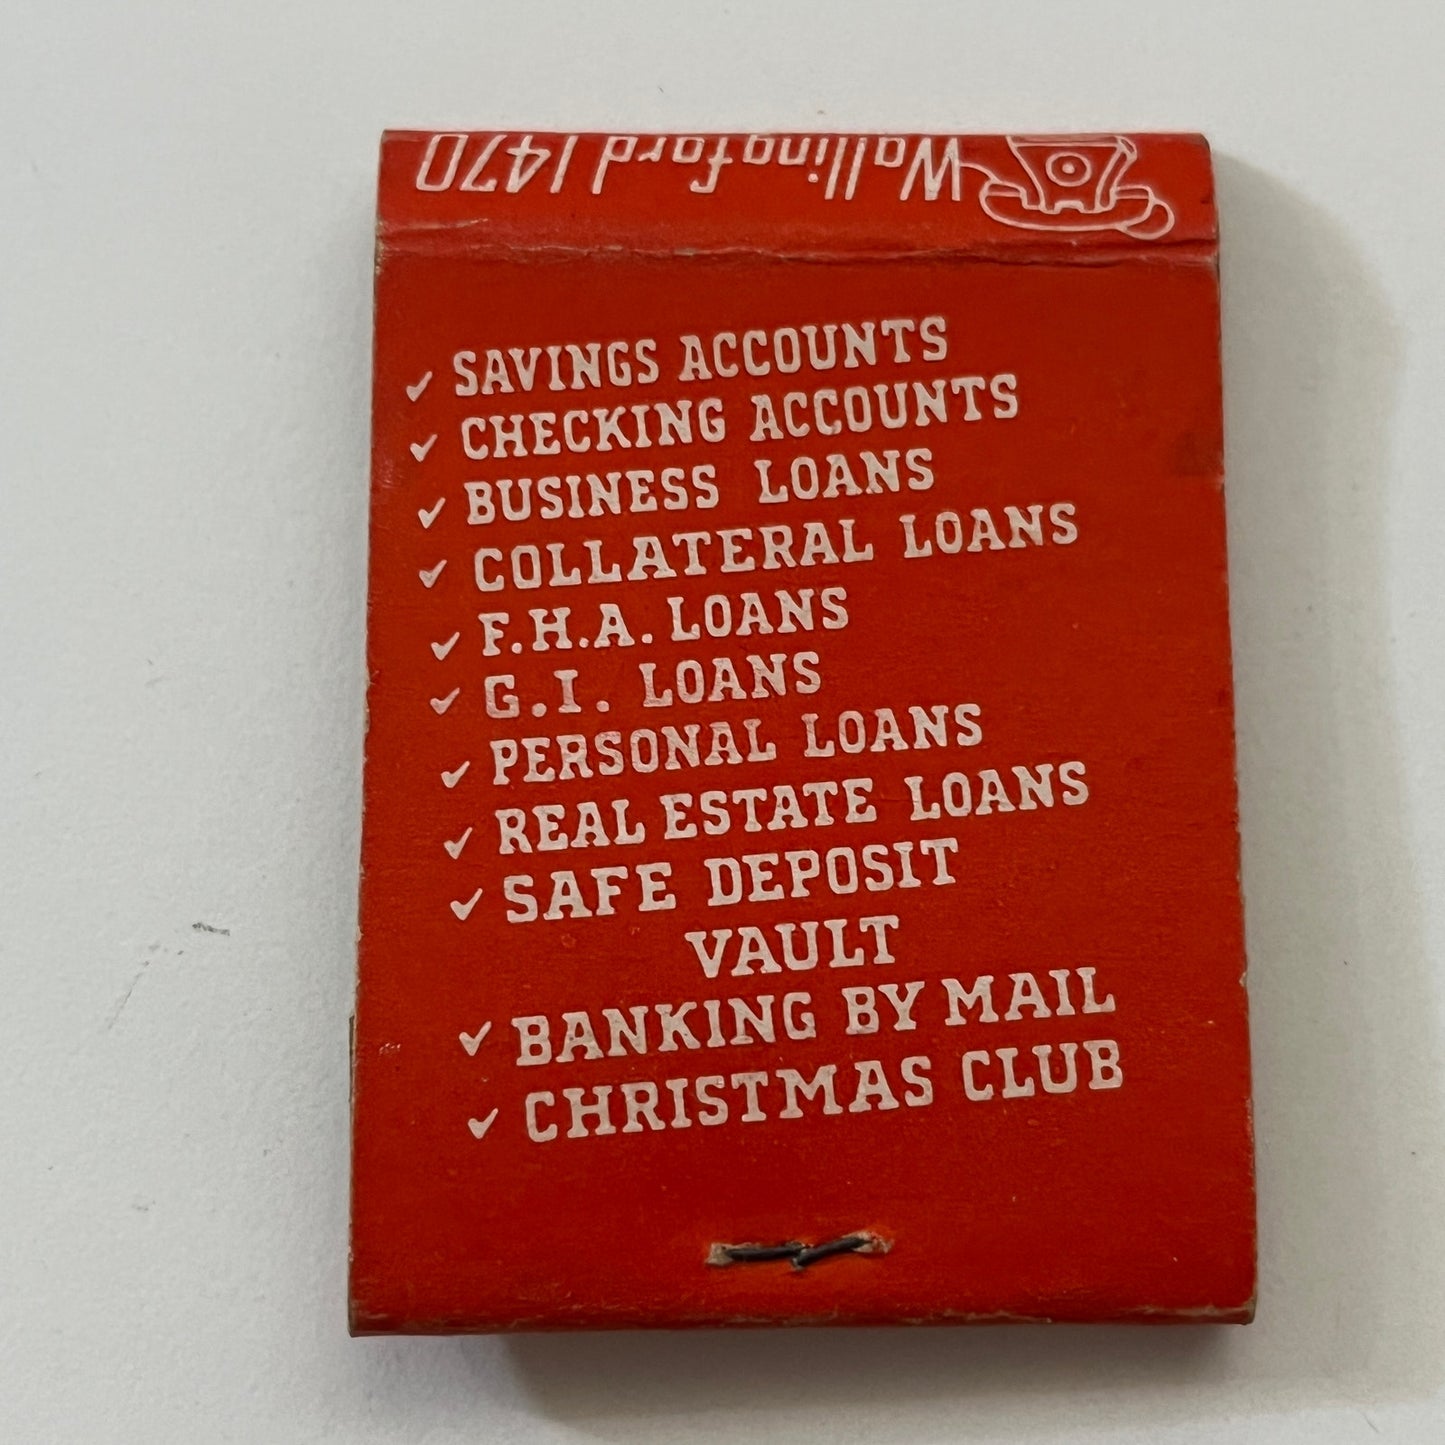 Wallingford 1470
✓ SAVINGS ACCOUNTS
✓ CHECKING ACCOUNTS
✓ BUSINESS LOANS
✓ COLLATERAL LOANS
✓ F.H.A. LOANS
✓ G.I. LOANS
✓ PERSONAL LOANS
✓ REAL ESTATE LOANS
✓ SAFE DEPOSIT
VAULT
✓ BANKING BY MAIL
✓ CHRISTMAS CLUB